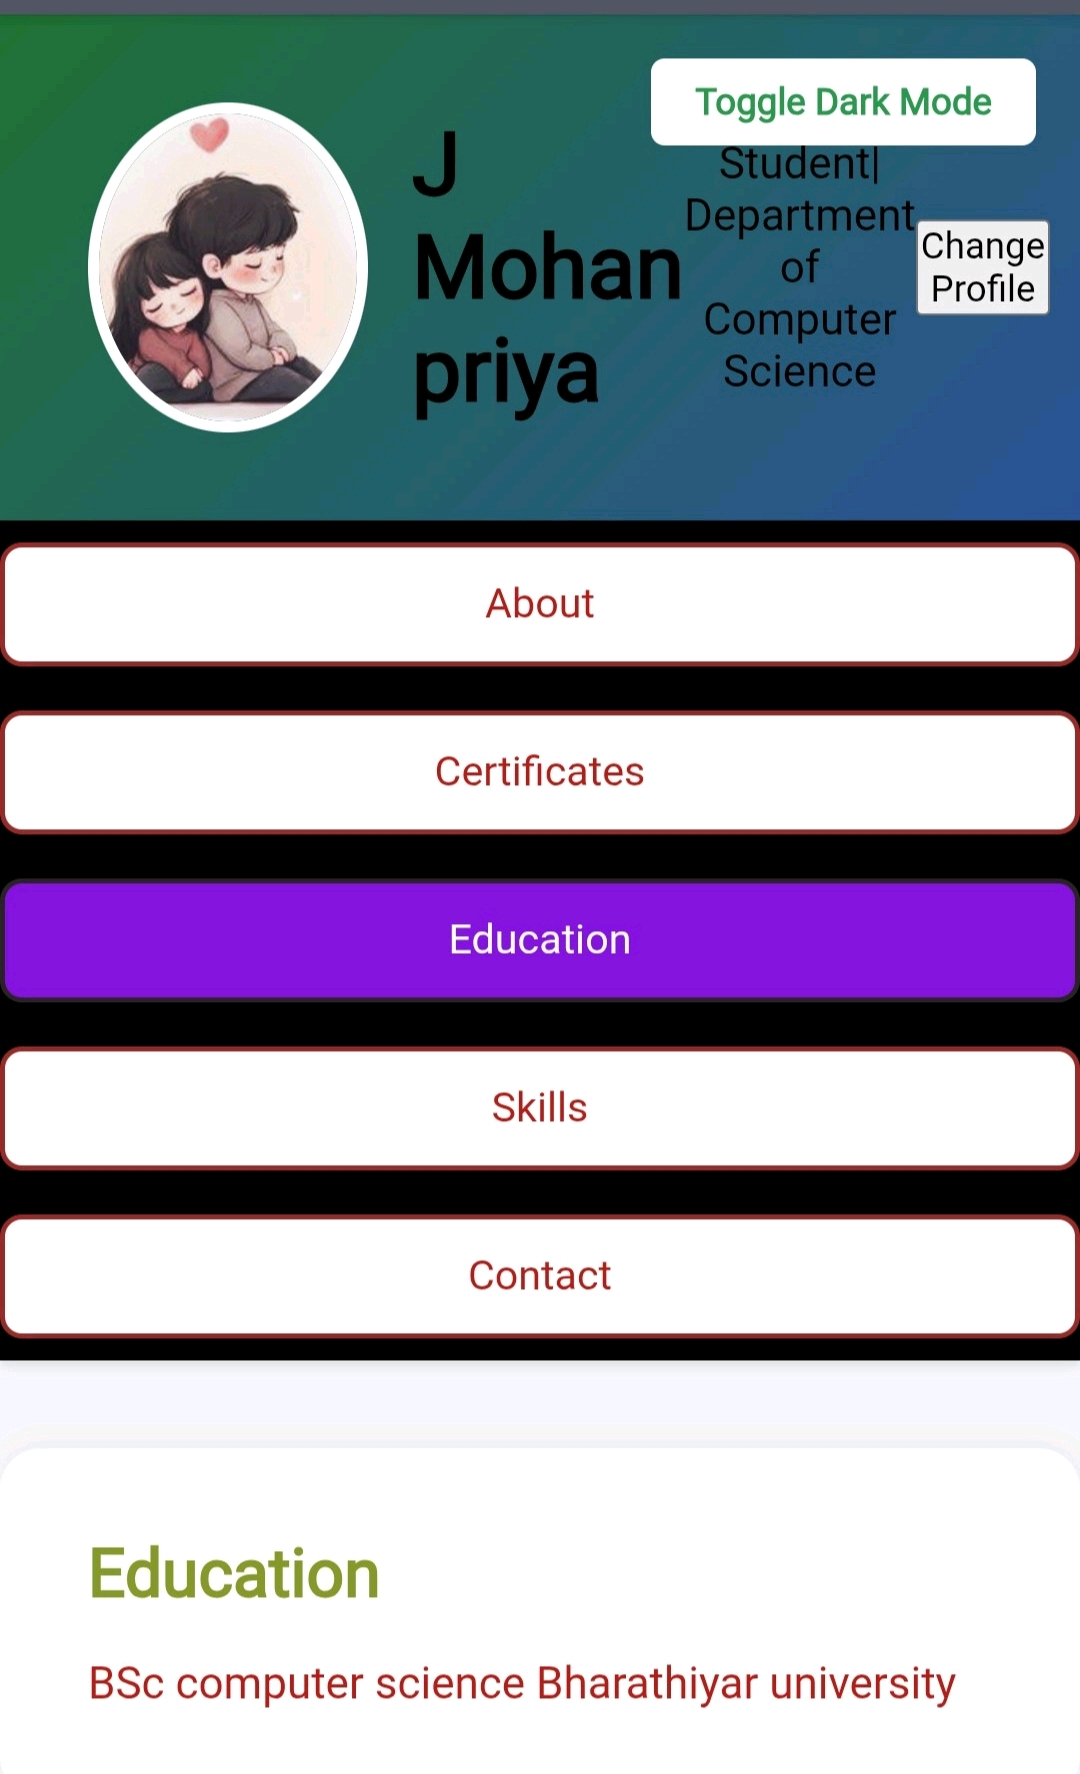 Toggle Dark Mode
J
Mohan
priya
Student|
Department
of
Computer
Science
Change
Profile
About
Certificates
Education
Skills
Contact
Education
BSc computer science Bharathiyar university